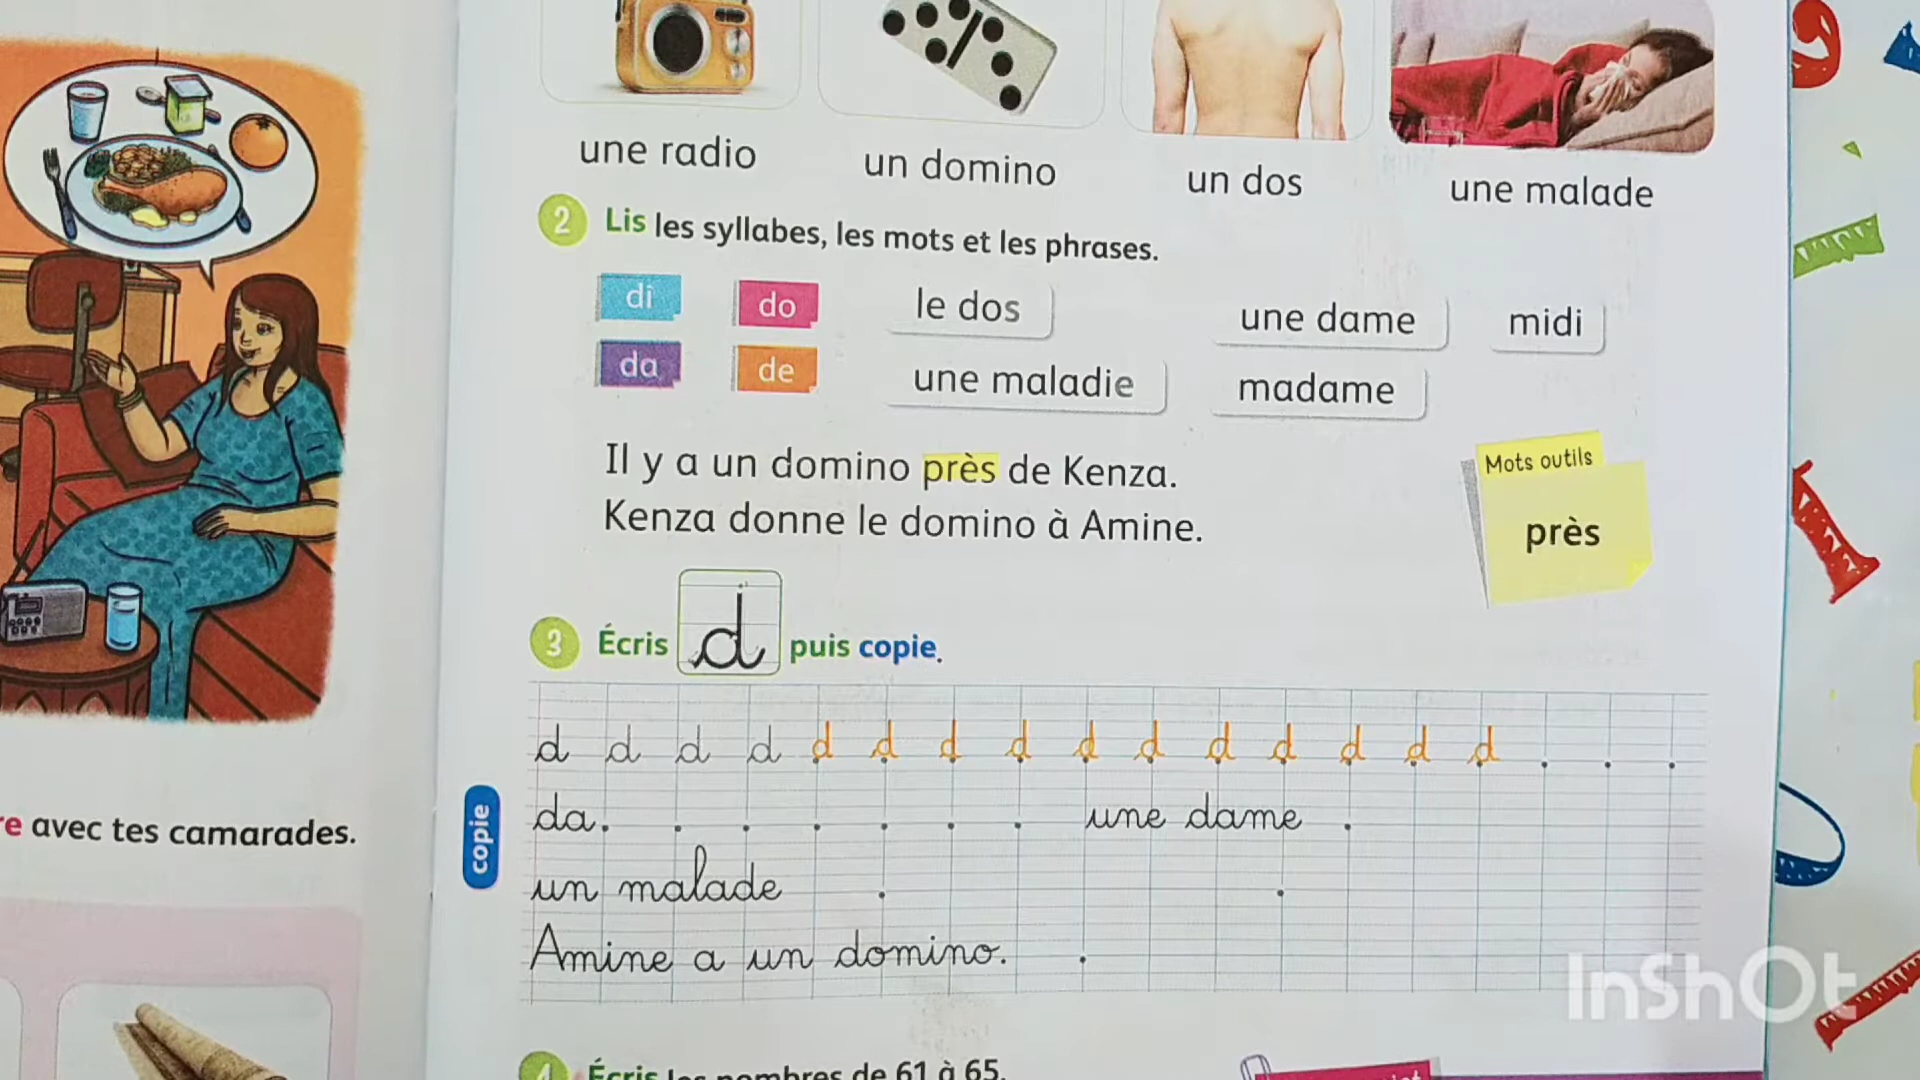 une radio
un domino
un dos
une malade
2 Lis les syllabes, les mots et les phrases.
di do le dos une dame midi
da de une maladie madame
Il y a un domino près de Kenza.
Kenza donne le domino à Amine.
Mots outils
près
3 Écris d puis copie.
d d d d d d d d d d d d d d d
da. une dame
un malade
Amine a un domino.
copie
avec tes camarades.
4 Écris les nombres de 61 à 65.
InShOt